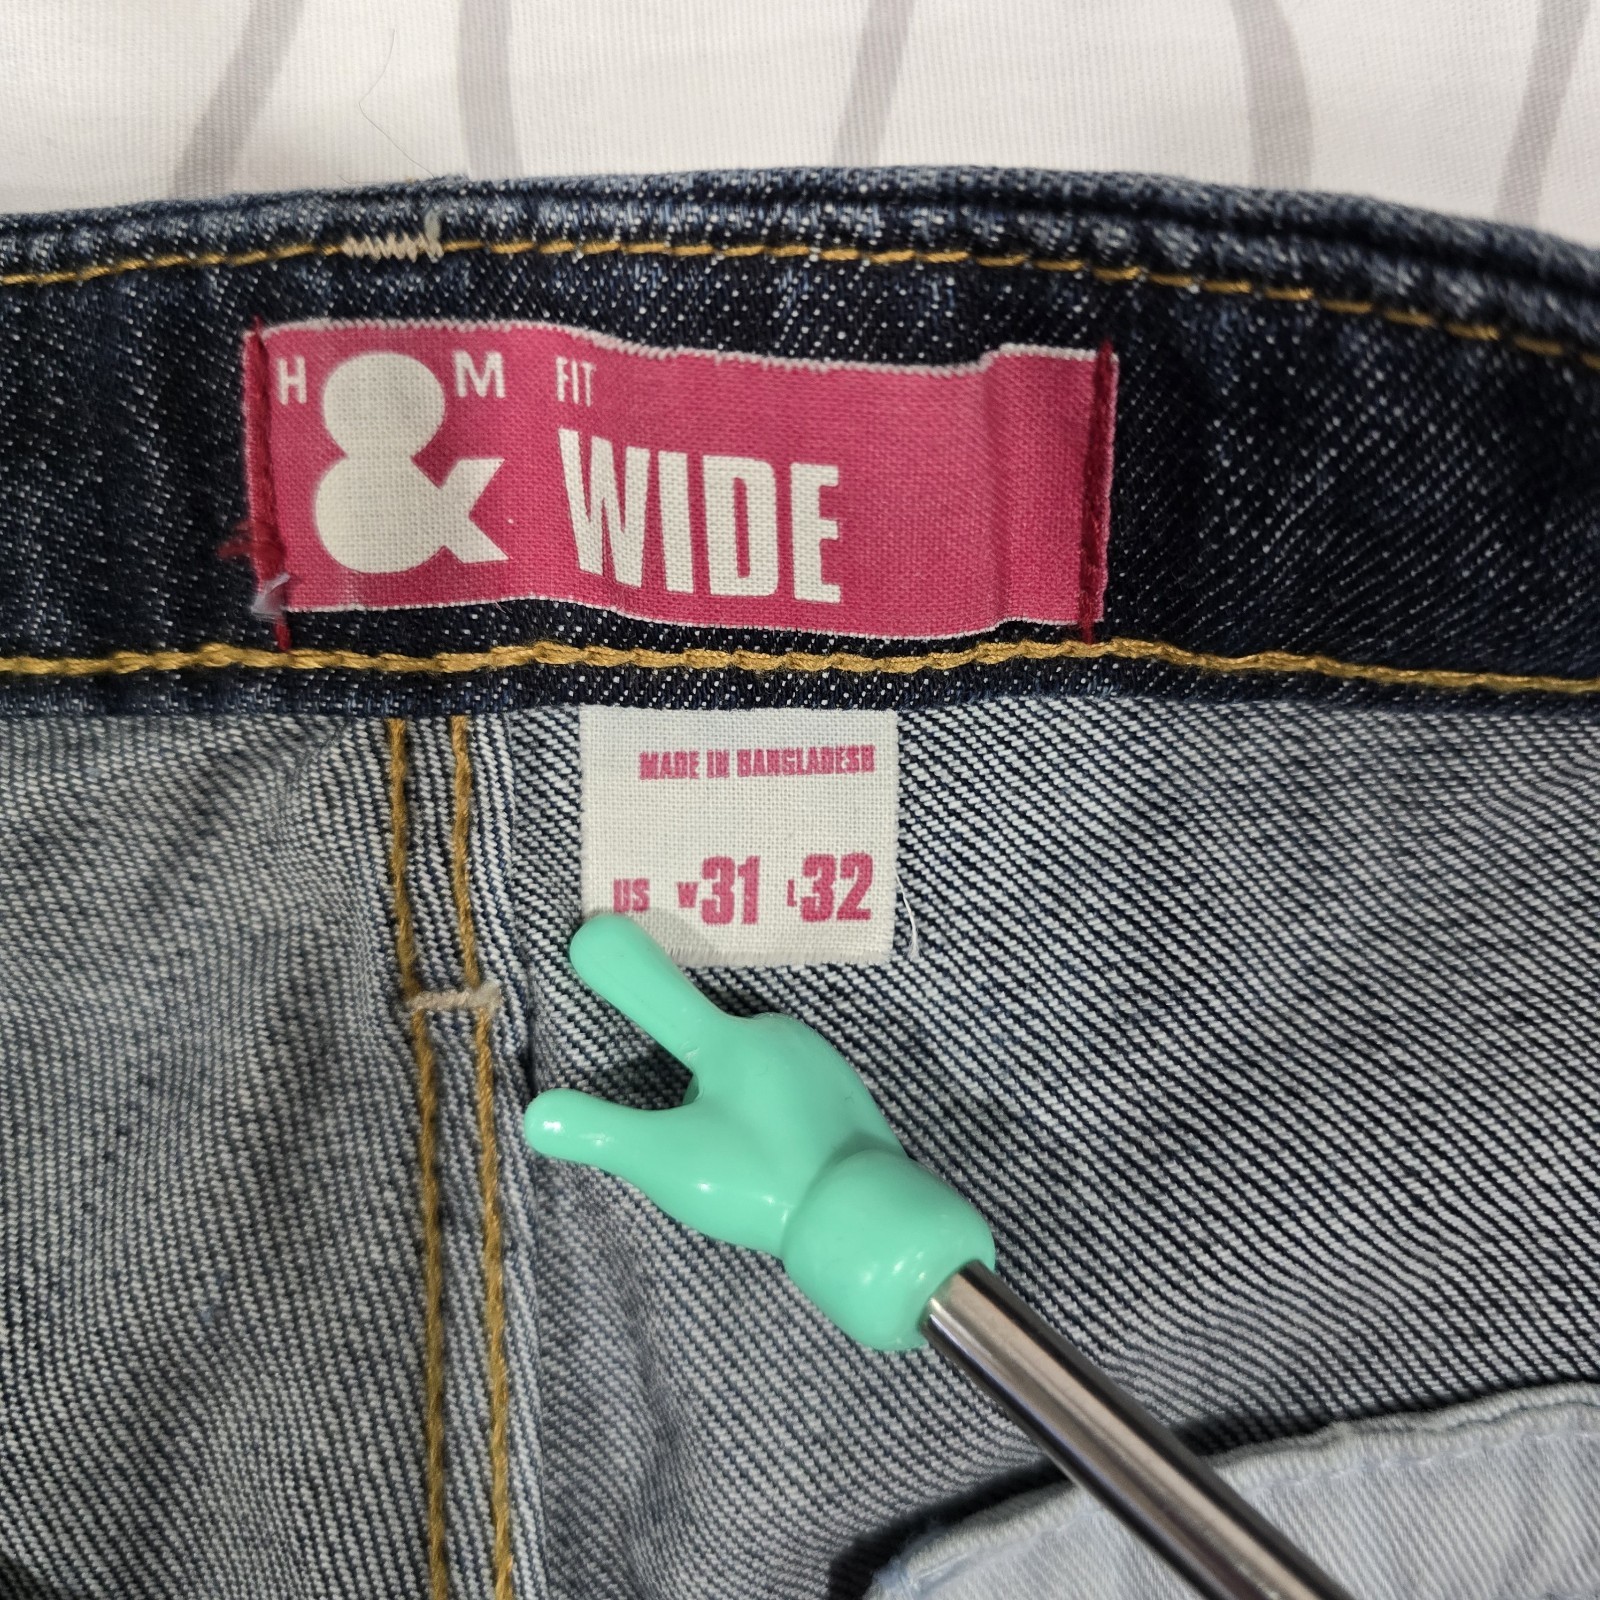 H & M FIT
WIDE
MADE IN BANGLADESH
US W31 L32